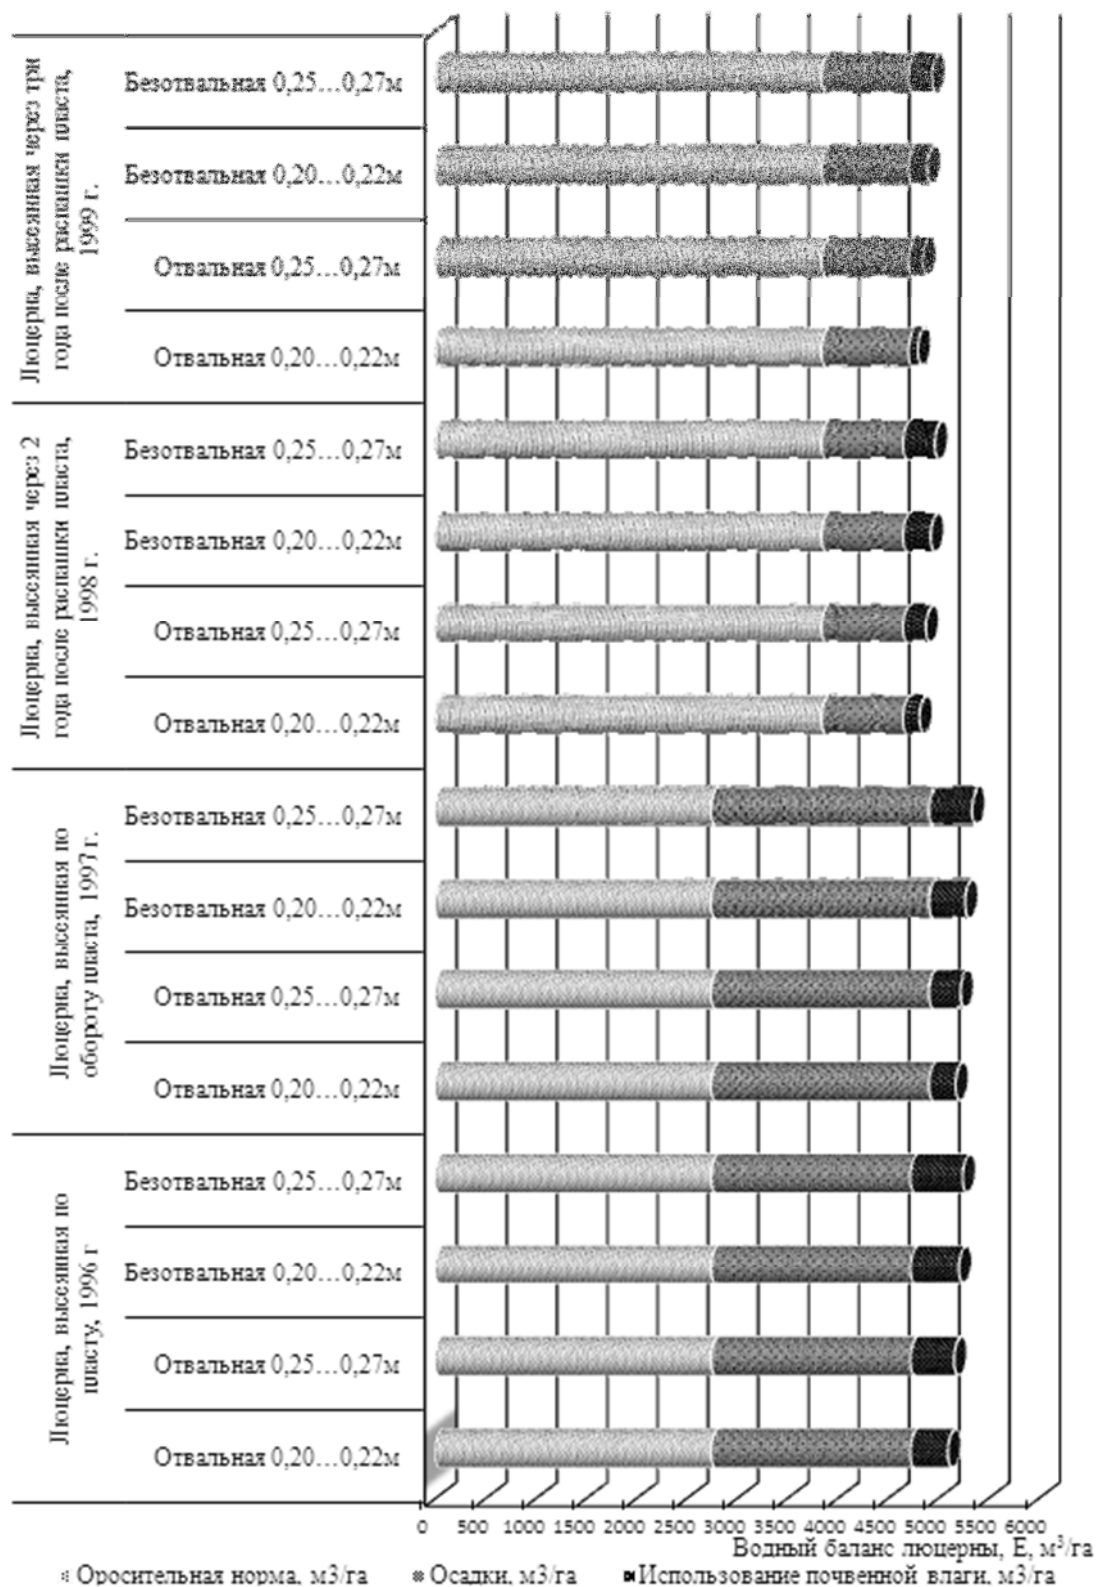 Люцерна, высеянная через три
года после распашки пласта,
1999 г.
Безотвальная 0,25...0,27м
Безотвальная 0,20...0,22м
Отвальная 0,25...0,27м
Отвальная 0,20...0,22м
Люцерна, высеянная через 2
года после распашки пласта,
1998 г.
Безотвальная 0,25...0,27м
Безотвальная 0,20...0,22м
Отвальная 0,25...0,27м
Отвальная 0,20...0,22м
Люцерна, высеянная по
обороту пласта, 1997 г.
Безотвальная 0,25...0,27м
Безотвальная 0,20...0,22м
Отвальная 0,25...0,27м
Отвальная 0,20...0,22м
Люцерна, высеянная по
пласту, 1996 г
Безотвальная 0,25...0,27м
Безотвальная 0,20...0,22м
Отвальная 0,25...0,27м
Отвальная 0,20...0,22м
0 500 1000 1500 2000 2500 3000 3500 4000 4500 5000 5500 6000
Водный баланс люцерны, Е, м³/га
Оросительная норма, м3/га Осадки, м3/га Использование почвенной влаги, м3/га